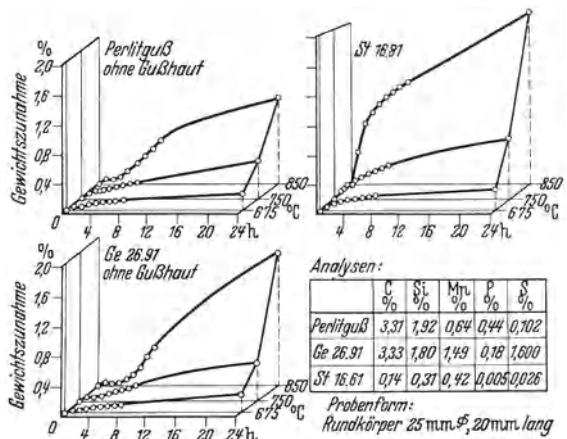 %
2,0
1,6
1,2
0,8
0,4
0
Gewichtszunahme
Perlitguß
ohne Gußhaut
4 8 12 16 20 24 h
675 750 850 °C
St 16.91
4 8 12 16 20 24 h
675 750 850 °C
%
2,0
1,6
1,2
0,8
0,4
0
Gewichtszunahme
Ge 26.91
ohne Gußhaut
4 8 12 16 20 24 h
675 750 850 °C
Analysen:
C % Si % Mn % P % S %
Perlitguß 3,31 1,92 0,64 0,44 0,102
Ge 26.91 3,33 1,80 1,49 0,18 1,600
St 16.61 0,14 0,31 0,42 0,005 0,026
Probenform:
Rundkörper 25 mm Φ, 20 mm lang